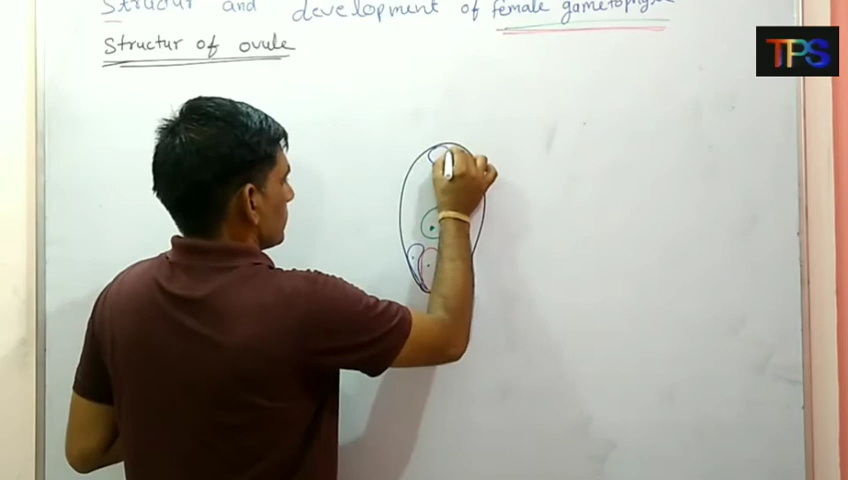 Structur and development of female gametophyte
Structur of ovule
TPS